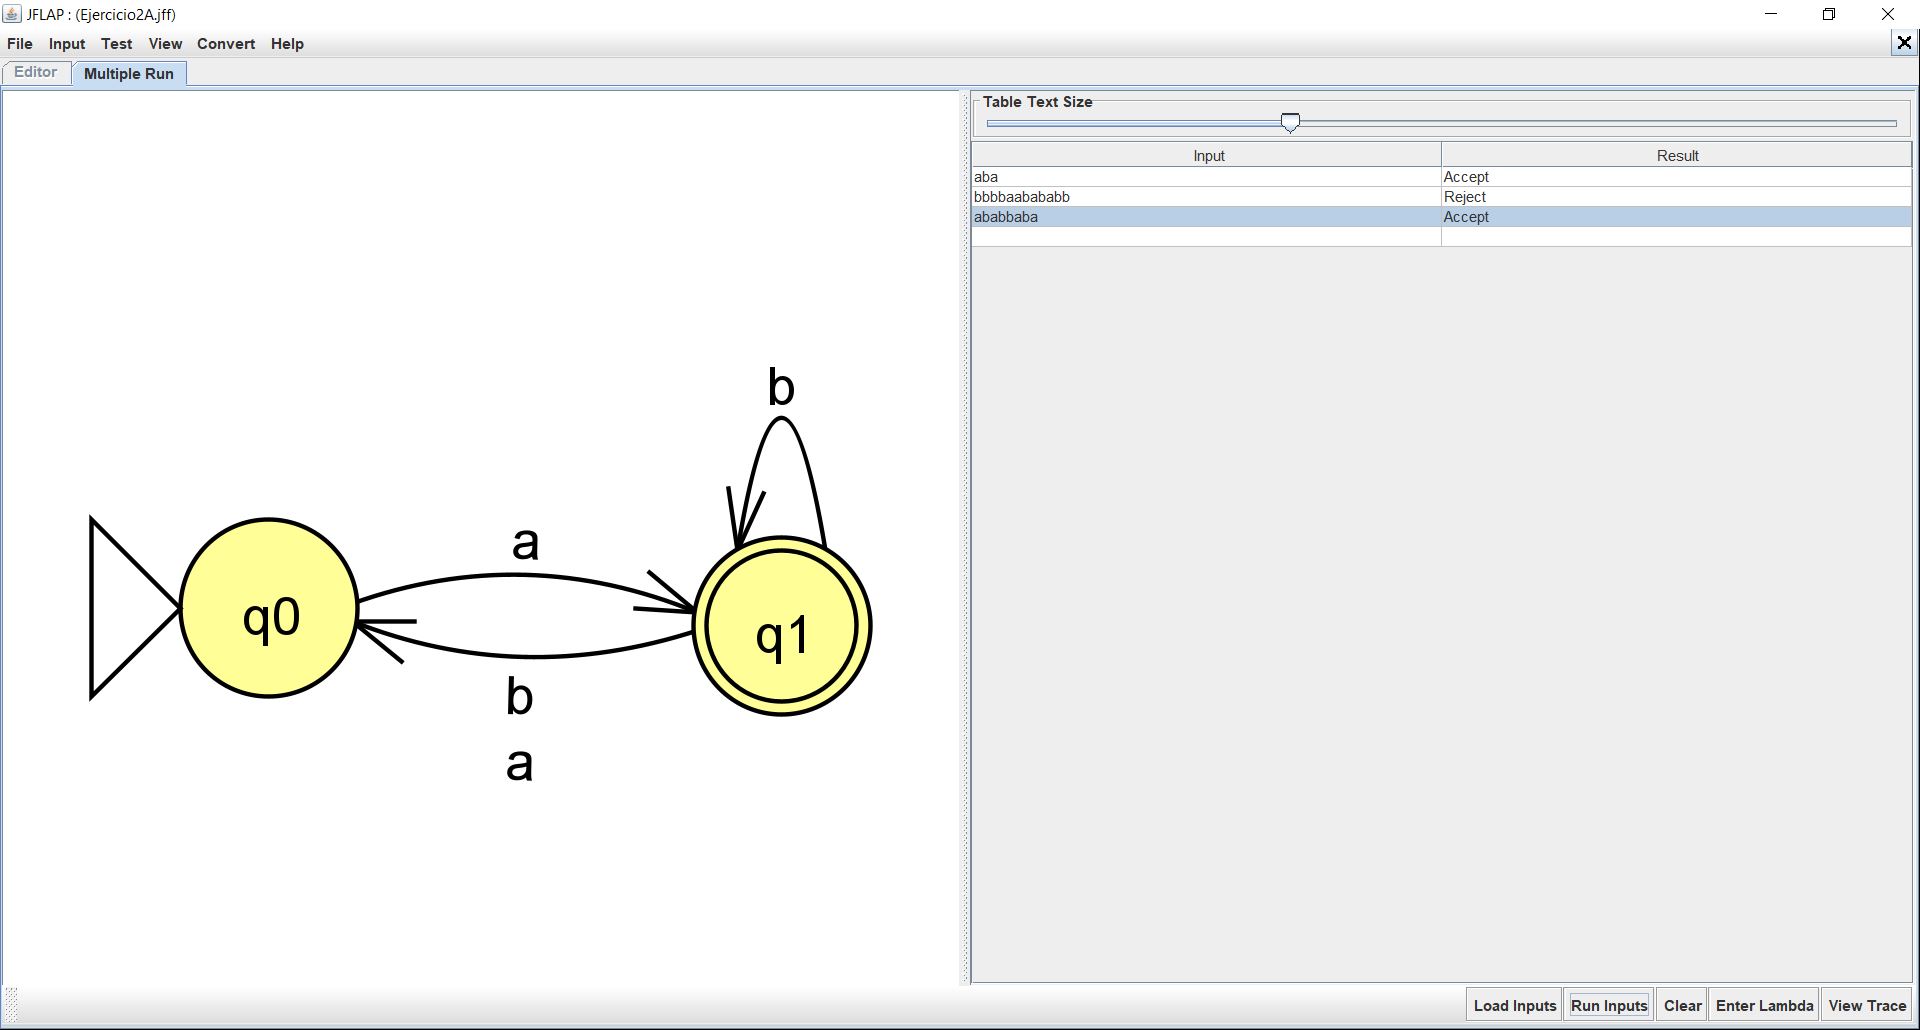 JFLAP : (Ejercicio2A.jff)
File Input Test View Convert Help
Editor Multiple Run
b
a
q0
q1
b
a
Table Text Size
Input Result
aba Accept
bbbbaabababb Reject
ababbaba Accept
Load Inputs Run Inputs Clear Enter Lambda View Trace